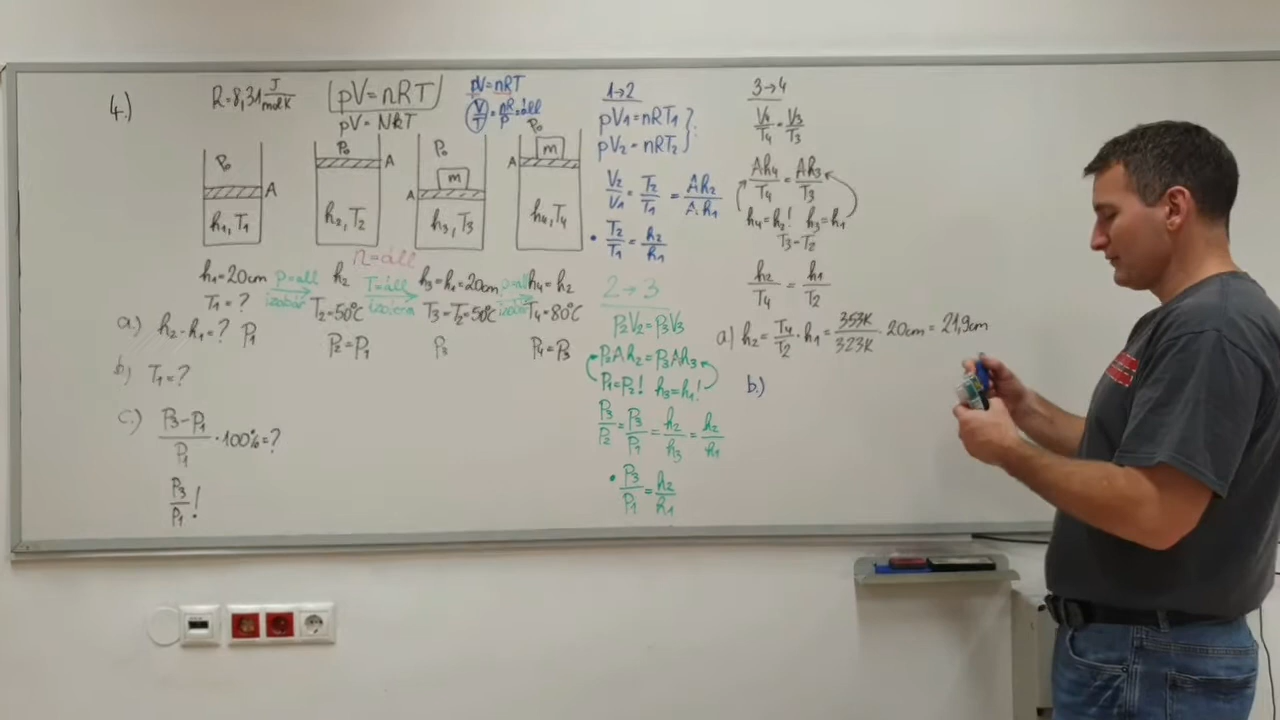 4.)
R=8,31 J/molK
pV=nRT
pV=NkT
pV=nRT
V/T = nR/p = áll
p₀
A
h₁,T₁
p₀
A
h₂,T₂
p₀
m
A
h₃,T₃
p₀
m
A
h₄,T₄
n=áll
h₁=20cm
T₁=?
p=áll
izobár
h₂
T₂=50°C
p₂=p₁
T=áll
izoterm
h₃=h₁=20cm
T₃=T₂=50°C
p₃
p=áll
izobár
h₄=h₂
T₄=80°C
p₄=p₃
a.) h₂-h₁=? p₁
b) T₁=?
c.) (p₃-p₁)/p₁ · 100%=?
p₃/p₁ !
1→2
pV₁=nRT₁
pV₂=nRT₂
V₂/V₁ = T₂/T₁ = Ah₂/A·h₁
• T₂/T₁ = h₂/h₁
2→3
p₂V₂=p₃V₃
p₂Ah₂=p₃Ah₃
p₁=p₂! h₃=h₁!
p₃/p₂ = p₃/p₁ = h₂/h₃ = h₂/h₁
• p₃/p₁ = h₂/h₁
3→4
V₄/T₄ = V₃/T₃
Ah₄/T₄ = Ah₃/T₃
h₄=h₂! h₃=h₁
T₃=T₂
h₂/T₄ = h₁/T₂
a) h₂ = T₄/T₂ · h₁ = 353K/323K · 20cm = 21,9cm
b.)